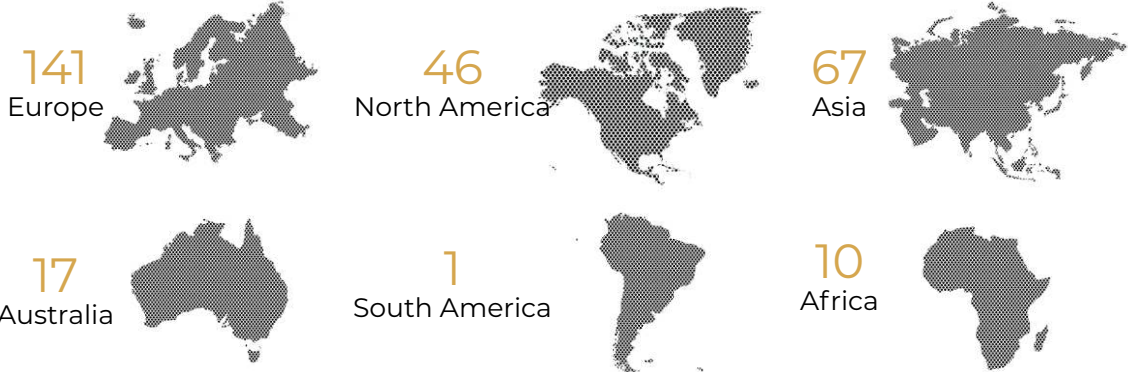 141
Europe
46
North America
67
Asia
17
Australia
1
South America
10
Africa